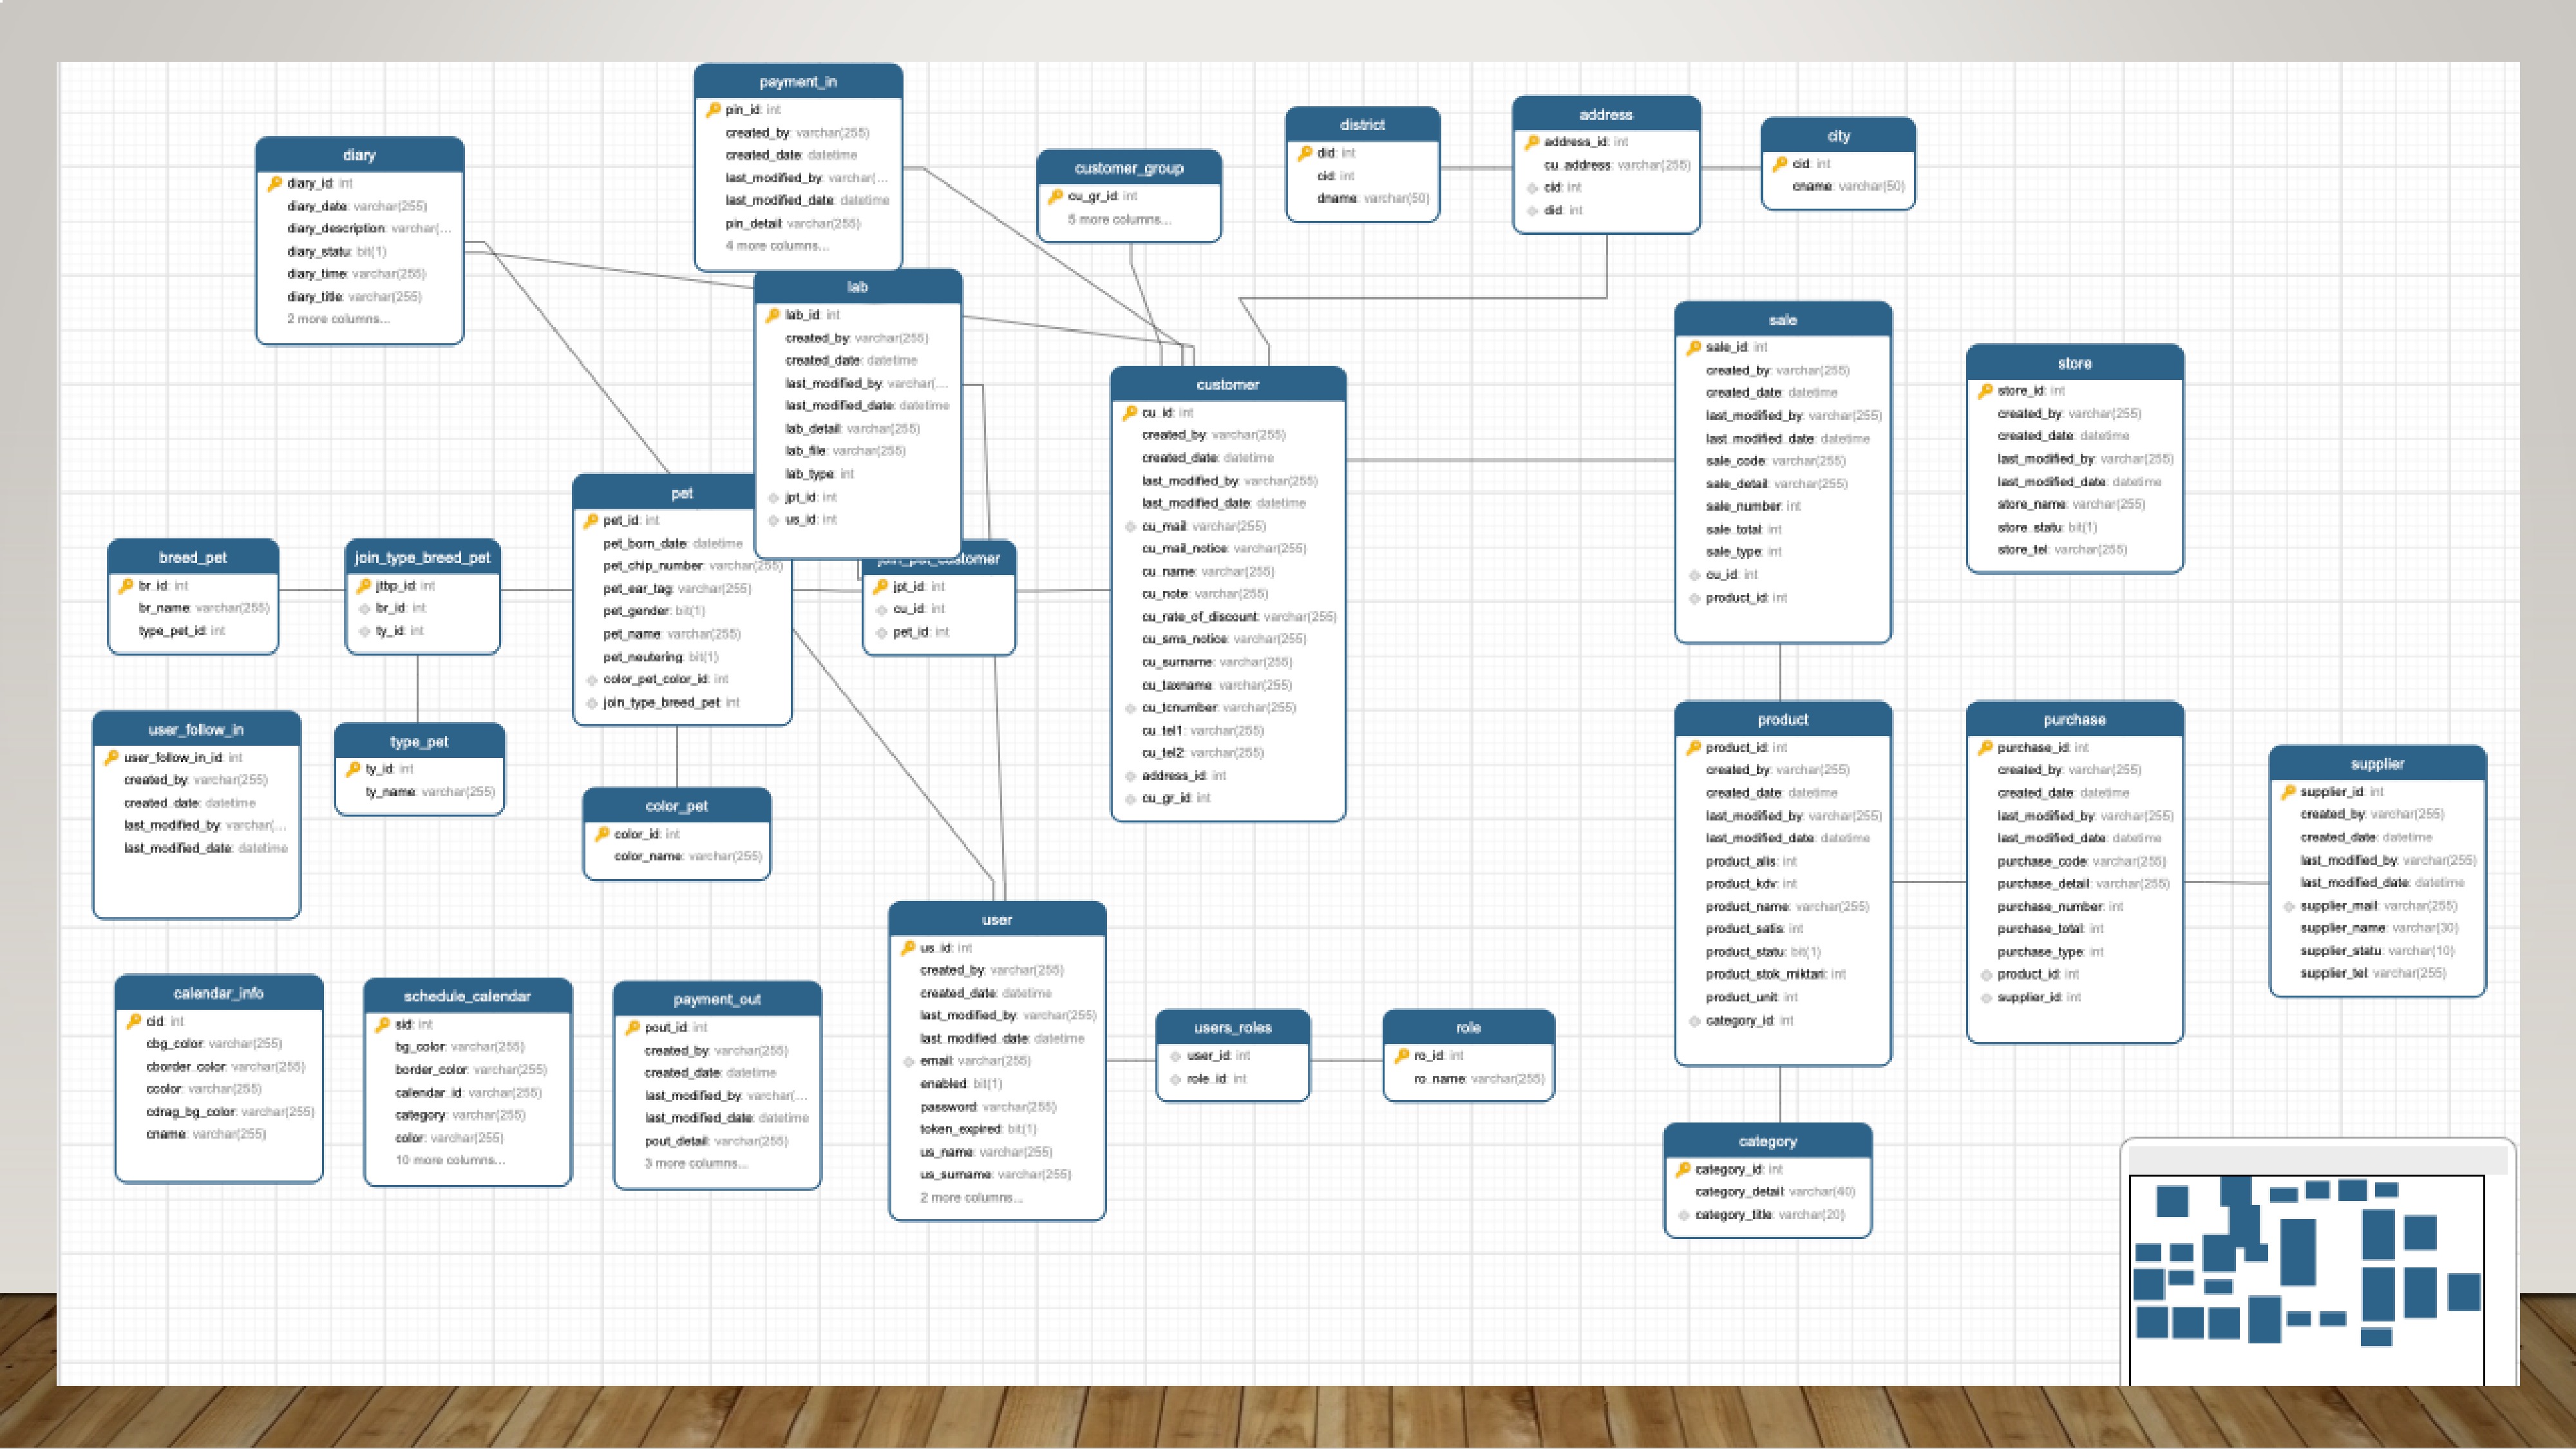 payment_in
pin_id: int
created_by: varchar(255)
created_date: datetime
last_modified_by: varchar(...
last_modified_date: datetime
pin_detail: varchar(255)
4 more columns...
diary
diary_id: int
diary_date: varchar(255)
diary_description: varchar(...
diary_statu: bit(1)
diary_time: varchar(255)
diary_title: varchar(255)
2 more columns...
customer_group
cu_gr_id: int
5 more columns...
district
did: int
cid: int
dname: varchar(50)
address
address_id: int
cu_address: varchar(255)
cid: int
did: int
city
cid: int
cname: varchar(50)
lab
lab_id: int
created_by: varchar(255)
created_date: datetime
last_modified_by: varchar(...
last_modified_date: datetime
lab_detail: varchar(255)
lab_file: varchar(255)
lab_type: int
jpt_id: int
us_id: int
customer
cu_id: int
created_by: varchar(255)
created_date: datetime
last_modified_by: varchar(255)
last_modified_date: datetime
cu_mail: varchar(255)
cu_mail_notice: varchar(255)
cu_name: varchar(255)
cu_note: varchar(255)
cu_rate_of_discount: varchar(255)
cu_sms_notice: varchar(255)
cu_surname: varchar(255)
cu_taxname: varchar(255)
cu_tcnumber: varchar(255)
cu_tel1: varchar(255)
cu_tel2: varchar(255)
address_id: int
cu_gr_id: int
sale
sale_id: int
created_by: varchar(255)
created_date: datetime
last_modified_by: varchar(255)
last_modified_date: datetime
sale_code: varchar(255)
sale_detail: varchar(255)
sale_number: int
sale_total: int
sale_type: int
cu_id: int
product_id: int
store
store_id: int
created_by: varchar(255)
created_date: datetime
last_modified_by: varchar(255)
last_modified_date: datetime
store_name: varchar(255)
store_statu: bit(1)
store_tel: varchar(255)
pet
pet_id: int
pet_born_date: datetime
pet_chip_number: varchar(255)
pet_ear_tag: varchar(255)
pet_gender: bit(1)
pet_name: varchar(255)
pet_neutering: bit(1)
color_pet_color_id: int
join_type_breed_pet: int
breed_pet
br_id: int
br_name: varchar(255)
type_pet_id: int
join_type_breed_pet
jtbp_id: int
br_id: int
ty_id: int
join_pet_customer
jpt_id: int
cu_id: int
pet_id: int
user_follow_in
user_follow_in_id: int
created_by: varchar(255)
created_date: datetime
last_modified_by: varchar(...
last_modified_date: datetime
type_pet
ty_id: int
ty_name: varchar(255)
color_pet
color_id: int
color_name: varchar(255)
product
product_id: int
created_by: varchar(255)
created_date: datetime
last_modified_by: varchar(255)
last_modified_date: datetime
product_alis: int
product_kdv: int
product_name: varchar(255)
product_satis: int
product_statu: bit(1)
product_stok_miktari: int
product_unit: int
category_id: int
purchase
purchase_id: int
created_by: varchar(255)
created_date: datetime
last_modified_by: varchar(255)
last_modified_date: datetime
purchase_code: varchar(255)
purchase_detail: varchar(255)
purchase_number: int
purchase_total: int
purchase_type: int
product_id: int
supplier_id: int
supplier
supplier_id: int
created_by: varchar(255)
created_date: datetime
last_modified_by: varchar(255)
last_modified_date: datetime
supplier_mail: varchar(255)
supplier_name: varchar(30)
supplier_statu: varchar(10)
supplier_tel: varchar(255)
calendar_info
cid: int
cbg_color: varchar(255)
cborder_color: varchar(255)
ccolor: varchar(255)
cdrag_bg_color: varchar(255)
cname: varchar(255)
schedule_calendar
sid: int
bg_color: varchar(255)
border_color: varchar(255)
calendar_id: varchar(255)
category: varchar(255)
color: varchar(255)
10 more columns...
payment_out
pout_id: int
created_by: varchar(255)
created_date: datetime
last_modified_by: varchar(...
last_modified_date: datetime
pout_detail: varchar(255)
3 more columns...
user
us_id: int
created_by: varchar(255)
created_date: datetime
last_modified_by: varchar(255)
last_modified_date: datetime
email: varchar(255)
enabled: bit(1)
password: varchar(255)
token_expired: bit(1)
us_name: varchar(255)
us_surname: varchar(255)
2 more columns...
users_roles
user_id: int
role_id: int
role
ro_id: int
ro_name: varchar(255)
category
category_id: int
category_detail: varchar(40)
category_title: varchar(20)